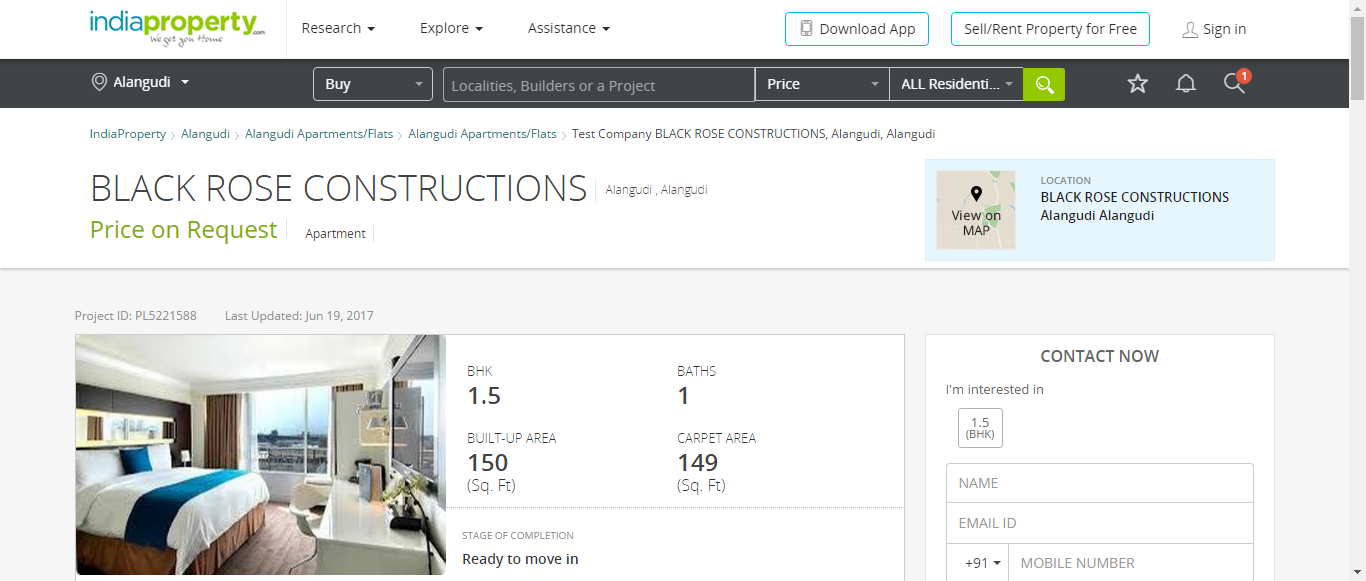 indiaproperty.com
We get you Home
Research
Explore
Assistance
Download App
Sell/Rent Property for Free
Sign in
Alangudi
Buy
Localities, Builders or a Project
Price
ALL Residenti...
1
IndiaProperty > Alangudi > Alangudi Apartments/Flats > Alangudi Apartments/Flats > Test Company BLACK ROSE CONSTRUCTIONS, Alangudi, Alangudi
BLACK ROSE CONSTRUCTIONS
Alangudi , Alangudi
Price on Request
Apartment
View on
MAP
LOCATION
BLACK ROSE CONSTRUCTIONS
Alangudi Alangudi
Project ID: PL5221588
Last Updated: Jun 19, 2017
BHK
1.5
BATHS
1
BUILT-UP AREA
150
(Sq. Ft)
CARPET AREA
149
(Sq. Ft)
STAGE OF COMPLETION
Ready to move in
CONTACT NOW
I'm interested in
1.5
(BHK)
NAME
EMAIL ID
+91
MOBILE NUMBER